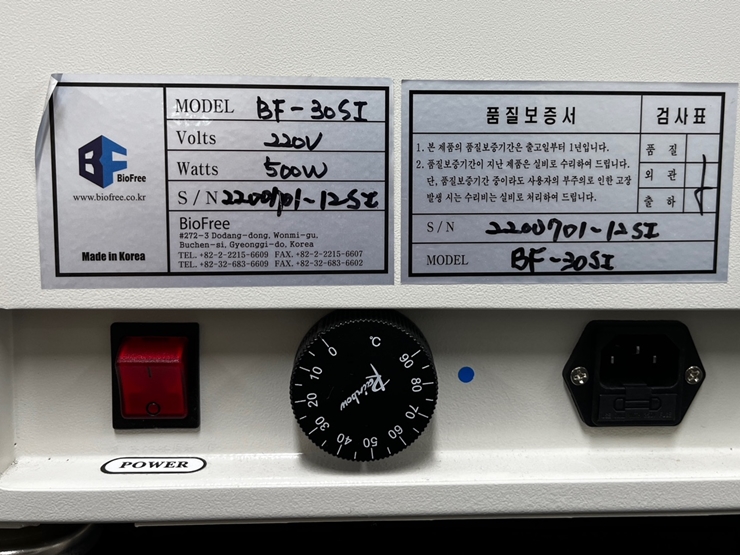 BF
BioFree
www.biofree.co.kr
Made in Korea
MODEL BF-30SI
Volts 220V
Watts 500W
S/N 2200701-12SI
BioFree
#272-3 Dodang-dong, Wonmi-gu,
Buchen-si, Gyeonggi-do, Korea
TEL. +82-2-2215-6609 FAX. +82-2-2215-6607
TEL. +82-32-683-6609 FAX. +82-32-683-6602
품질보증서
1. 본 제품의 품질보증기간은 출고일부터 1년입니다.
2. 품질보증기간이 지난 제품은 실비로 수리하여 드립니다.
단, 품질보증기간 중이라도 사용자의 부주의로 인한 고장
발생 시는 수리비는 실비로 처리하여 드립니다.
검사표
품 질
외 관
출 하
S/N 2200701-12SI
MODEL BF-30SI
POWER
℃
0
10
20
30
40
50
60
70
80
90
Rainbow